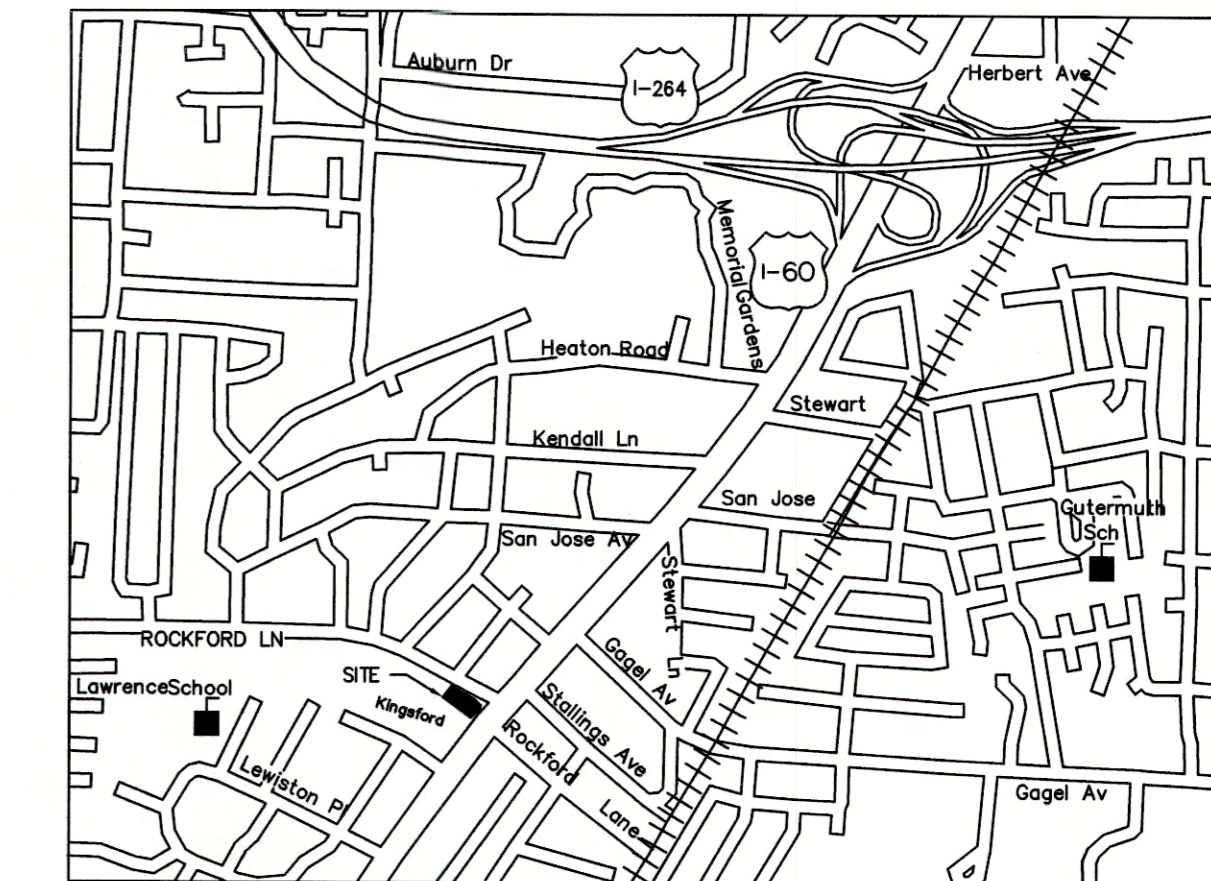 Auburn Dr
I-264
Herbert Ave
Memorial Gardens
I-60
Heaton Road
Stewart
Kendall Ln
San Jose
Gutermuth
Sch
San Jose Av
Stewart Ln
ROCKFORD LN
Gagel Av
SITE
LawrenceSchool
Kingsford
Stallings Ave
Rockford Lane
Lewiston Pl
Gagel Av